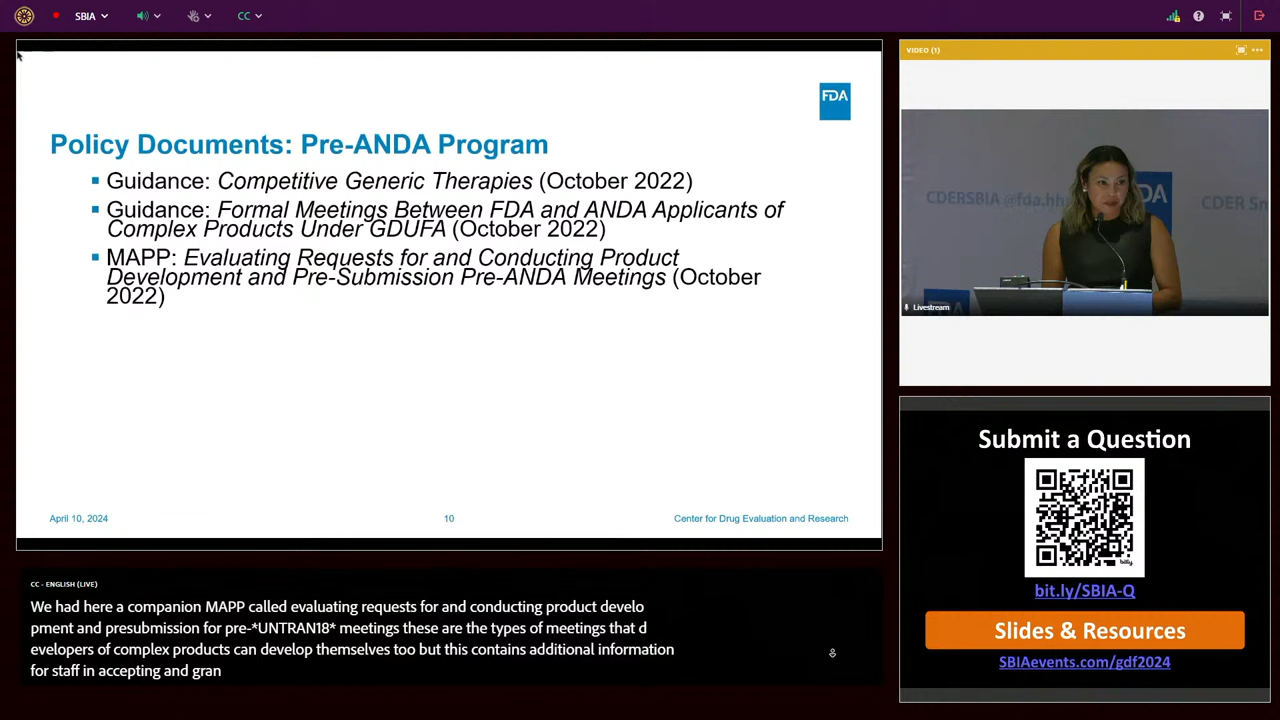 SBIA
CC
FDA
Policy Documents: Pre-ANDA Program
Guidance: Competitive Generic Therapies (October 2022)
Guidance: Formal Meetings Between FDA and ANDA Applicants of
Complex Products Under GDUFA (October 2022)
MAPP: Evaluating Requests for and Conducting Product
Development and Pre-Submission Pre-ANDA Meetings (October
2022)
April 10, 2024
10
Center for Drug Evaluation and Research
CC - ENGLISH (LIVE)
We had here a companion MAPP called evaluating requests for and conducting product develo
pment and presubmission for pre-*UNTRAN18* meetings these are the types of meetings that d
evelopers of complex products can develop themselves too but this contains additional information
for staff in accepting and gran
VIDEO (1)
CDERSBIA @fda.hh
DA
CDER Sm
Livestream
Submit a Question
bitly
bit.ly/SBIA-Q
Slides & Resources
SBIAevents.com/gdf2024